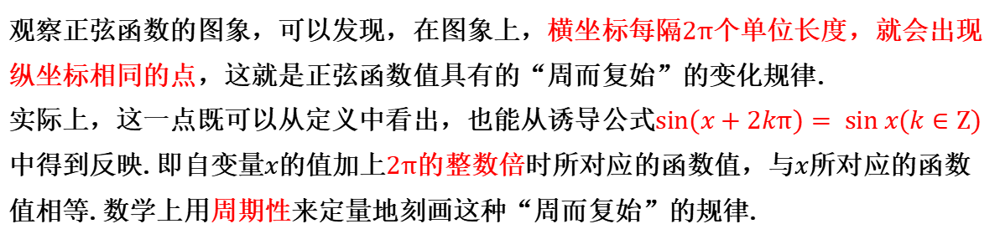 观察正弦函数的图象，可以发现，在图象上，横坐标每隔2π个单位长度，就会出现
纵坐标相同的点，这就是正弦函数值具有的“周而复始”的变化规律.
实际上，这一点既可以从定义中看出，也能从诱导公式sin(x + 2kπ) = sin x(k ∈ Z)
中得到反映. 即自变量x的值加上2π的整数倍时所对应的函数值，与x所对应的函数
值相等. 数学上用周期性来定量地刻画这种“周而复始”的规律.